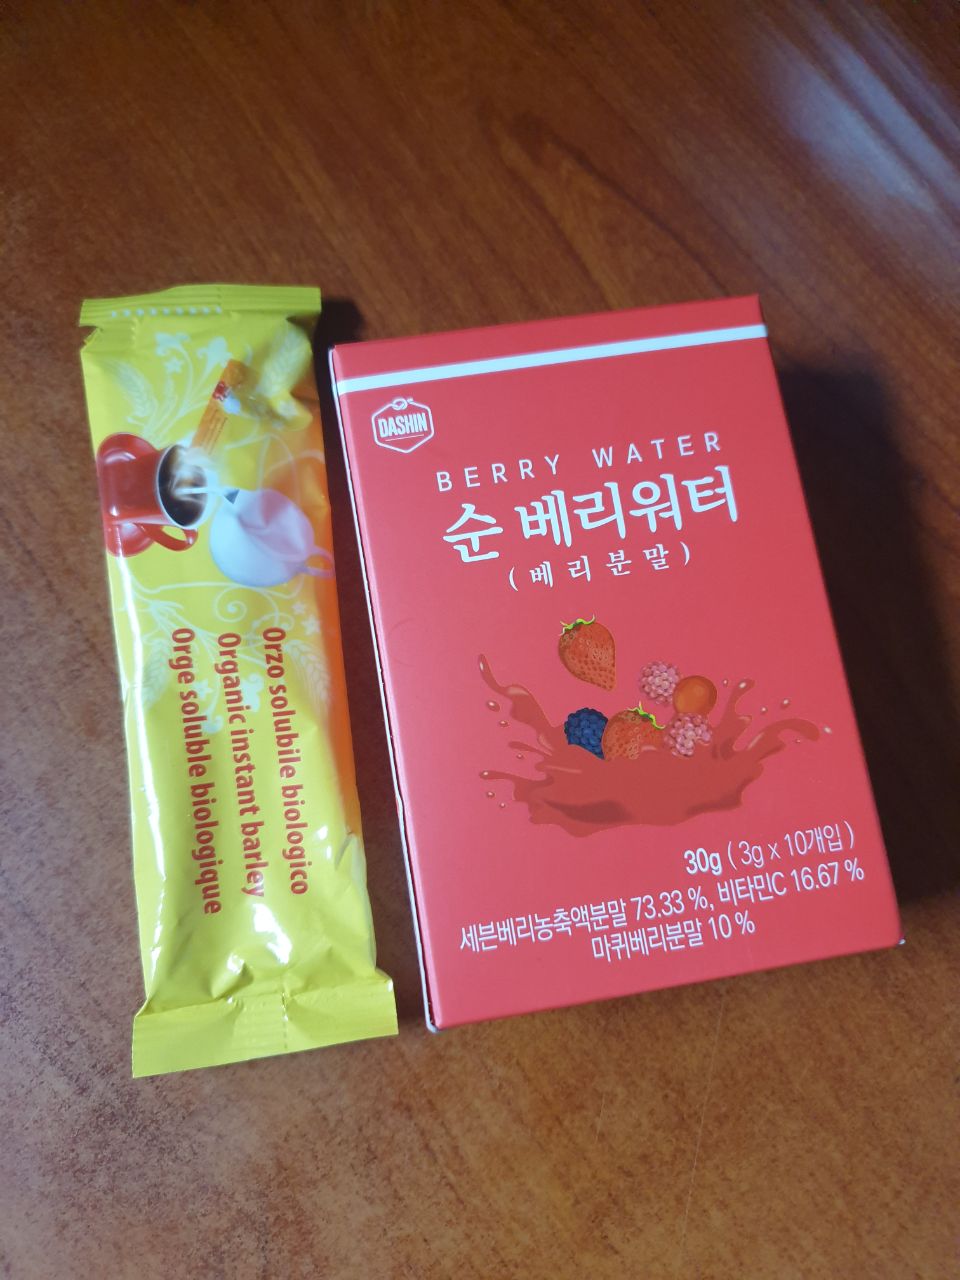 Orzo solubile biologico
Organic instant barley
Orge soluble biologique
DASHIN
BERRY WATER
순 베리워터
(베리분말)
30g (3g x 10개입)
세븐베리농축액분말 73.33 %, 비타민C 16.67 %
마퀴베리분말 10 %